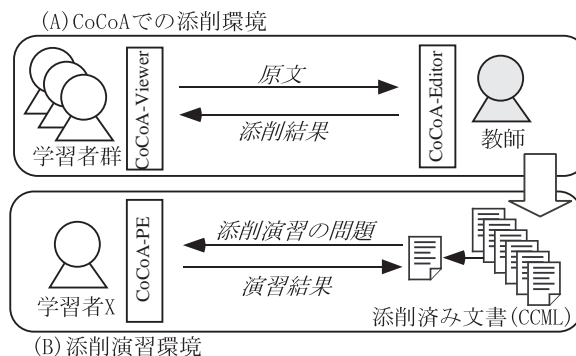 (A)CoCoAでの添削環境
学習者群
CoCoA-Viewer
原文
添削結果
CoCoA-Editor
教師
学習者X
CoCoA-PE
添削演習の問題
演習結果
添削済み文書(CCML)
(B)添削演習環境